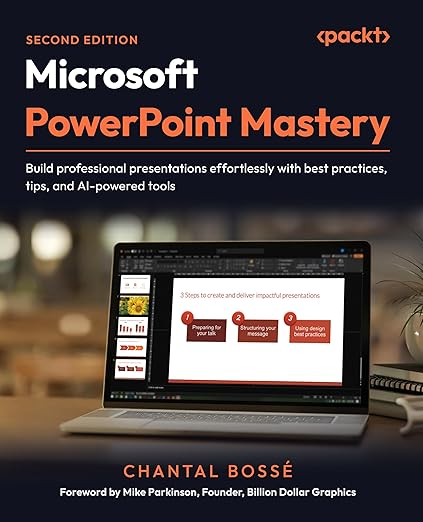 SECOND EDITION
<packt>
Microsoft
PowerPoint Mastery
Build professional presentations effortlessly with best practices,
tips, and AI-powered tools
3 Steps to create and deliver impactful presentations
1
2
3
Preparing for
your talk
Structuring your
message
Using design
best practices
CHANTAL BOSSÉ
Foreword by Mike Parkinson, Founder, Billion Dollar Graphics